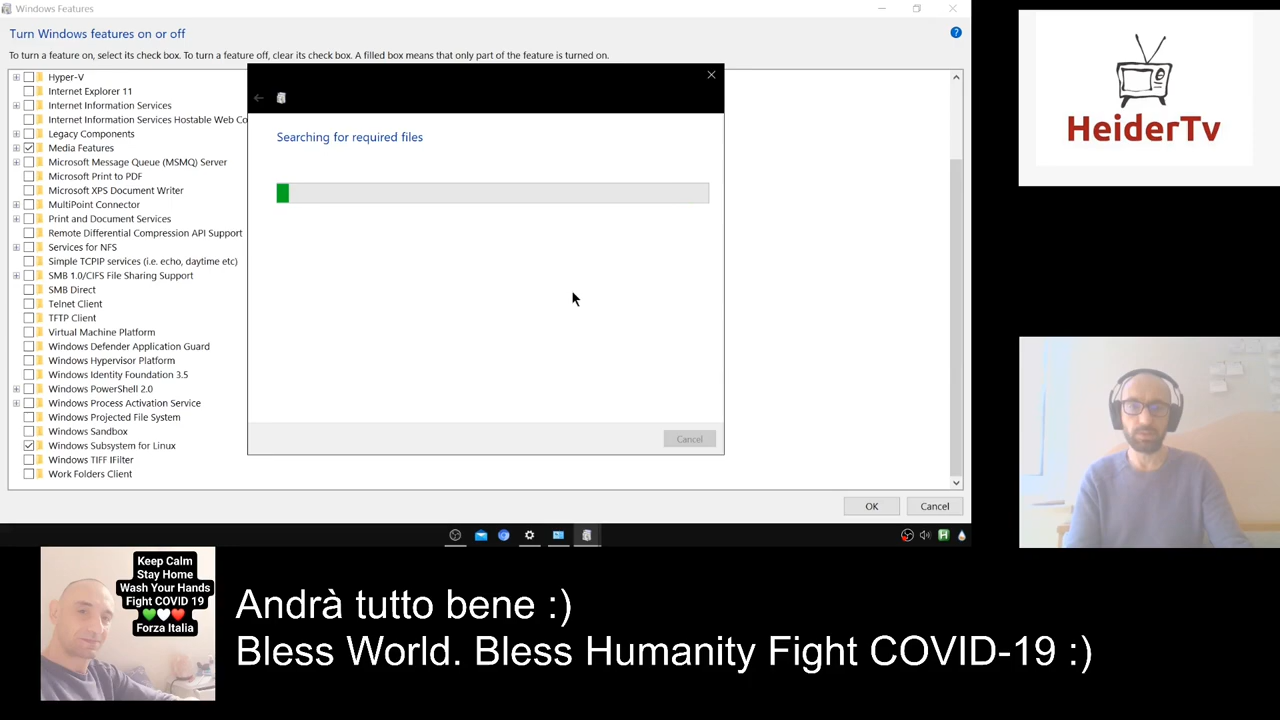 Windows Features
Turn Windows features on or off
To turn a feature on, select its check box. To turn a feature off, clear its check box. A filled box means that only part of the feature is turned on.
Hyper-V
Internet Explorer 11
Internet Information Services
Internet Information Services Hostable Web Co
Legacy Components
Media Features
Microsoft Message Queue (MSMQ) Server
Microsoft Print to PDF
Microsoft XPS Document Writer
MultiPoint Connector
Print and Document Services
Remote Differential Compression API Support
Services for NFS
Simple TCPIP services (i.e. echo, daytime etc)
SMB 1.0/CIFS File Sharing Support
SMB Direct
Telnet Client
TFTP Client
Virtual Machine Platform
Windows Defender Application Guard
Windows Hypervisor Platform
Windows Identity Foundation 3.5
Windows PowerShell 2.0
Windows Process Activation Service
Windows Projected File System
Windows Sandbox
Windows Subsystem for Linux
Windows TIFF IFilter
Work Folders Client
Searching for required files
Cancel
OK
Cancel
HeiderTv
Keep Calm
Stay Home
Wash Your Hands
Fight COVID 19
💚🤍❤️
Forza Italia
Andrà tutto bene :)
Bless World. Bless Humanity Fight COVID-19 :)